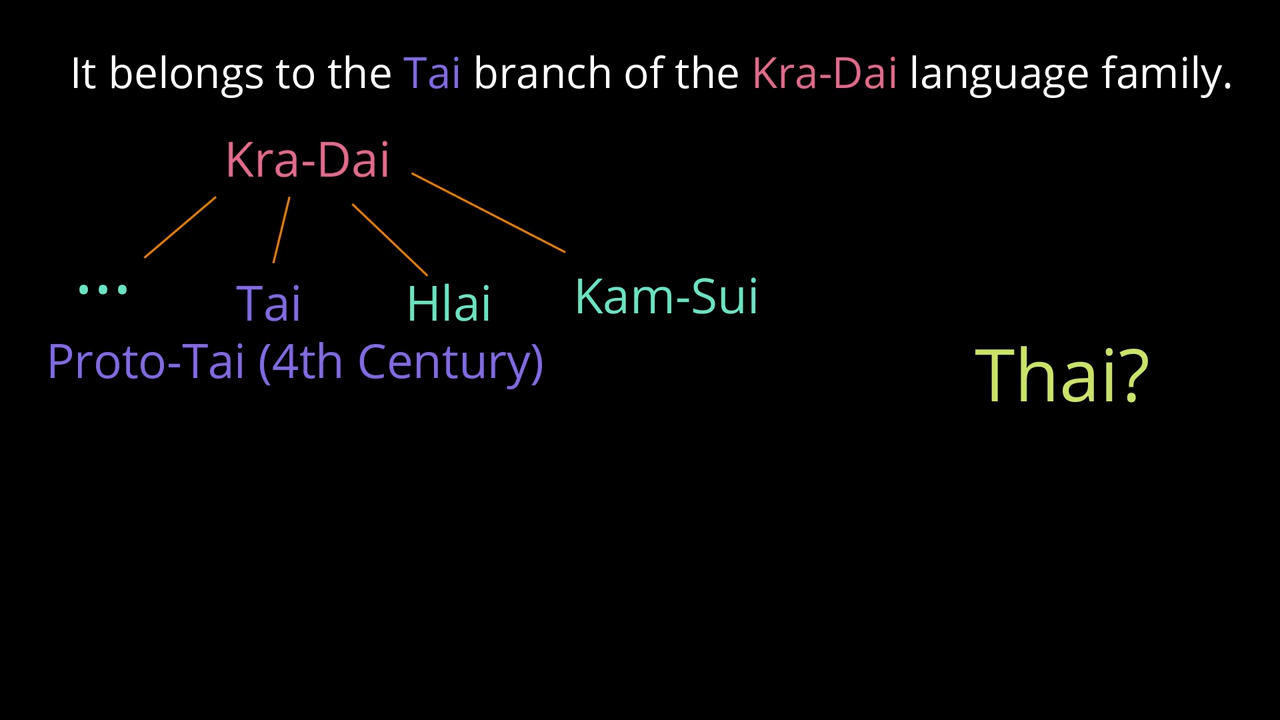 It belongs to the Tai branch of the Kra-Dai language family.
Kra-Dai
...
Tai
Hlai
Kam-Sui
Proto-Tai (4th Century)
Thai?